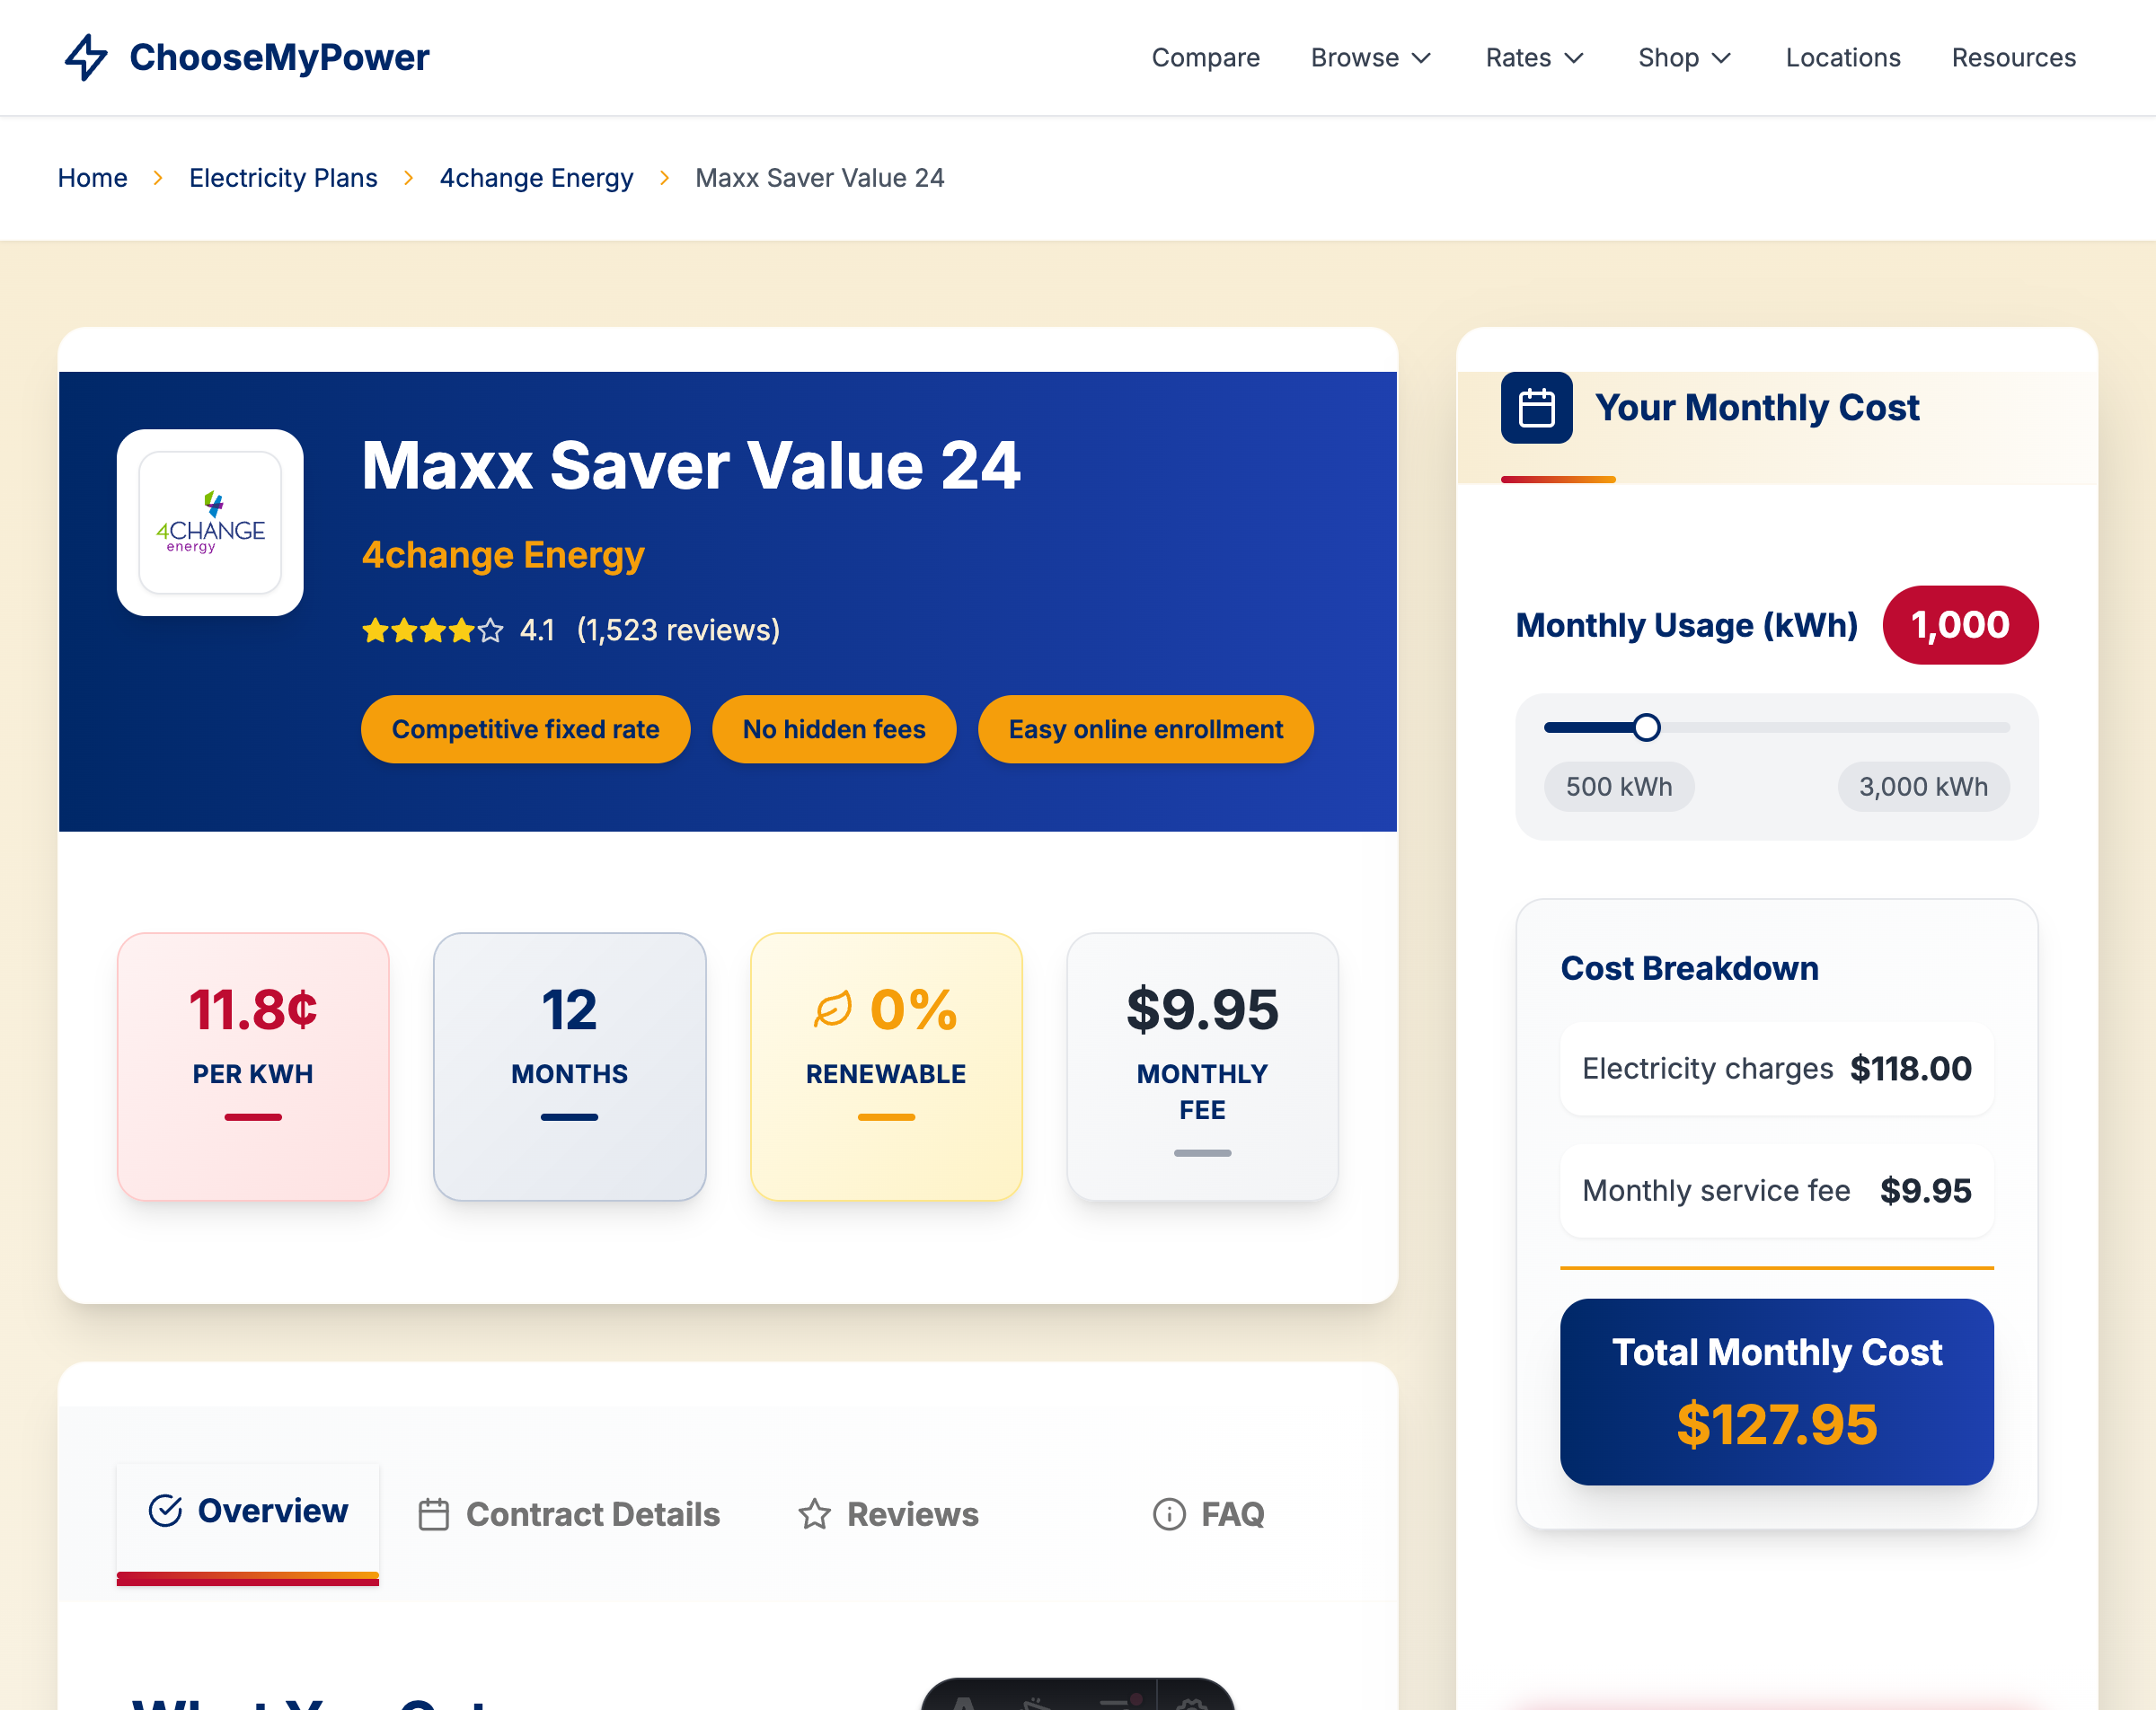 ChooseMyPower
Compare
Browse
Rates
Shop
Locations
Resources
Home
Electricity Plans
4change Energy
Maxx Saver Value 24
4CHANGE
energy
Maxx Saver Value 24
4change Energy
4.1 (1,523 reviews)
Competitive fixed rate
No hidden fees
Easy online enrollment
11.8¢
PER KWH
12
MONTHS
0%
RENEWABLE
$9.95
MONTHLY
FEE
Overview
Contract Details
Reviews
FAQ
Your Monthly Cost
Monthly Usage (kWh) 1,000
500 kWh
3,000 kWh
Cost Breakdown
Electricity charges $118.00
Monthly service fee $9.95
Total Monthly Cost
$127.95